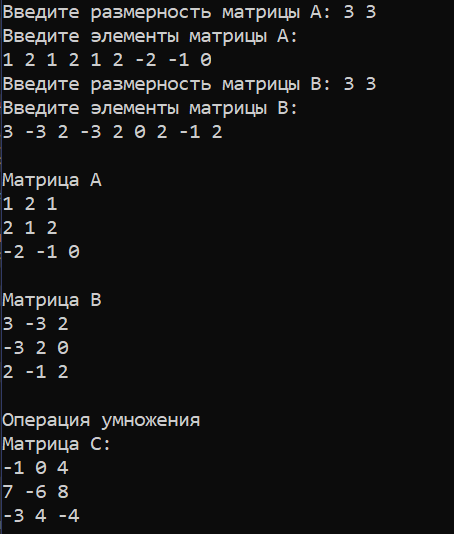 Введите размерность матрицы A: 3 3
Введите элементы матрицы A:
1 2 1 2 1 2 -2 -1 0
Введите размерность матрицы B: 3 3
Введите элементы матрицы B:
3 -3 2 -3 2 0 2 -1 2
Матрица A
1 2 1
2 1 2
-2 -1 0
Матрица B
3 -3 2
-3 2 0
2 -1 2
Операция умножения
Матрица C:
-1 0 4
7 -6 8
-3 4 -4